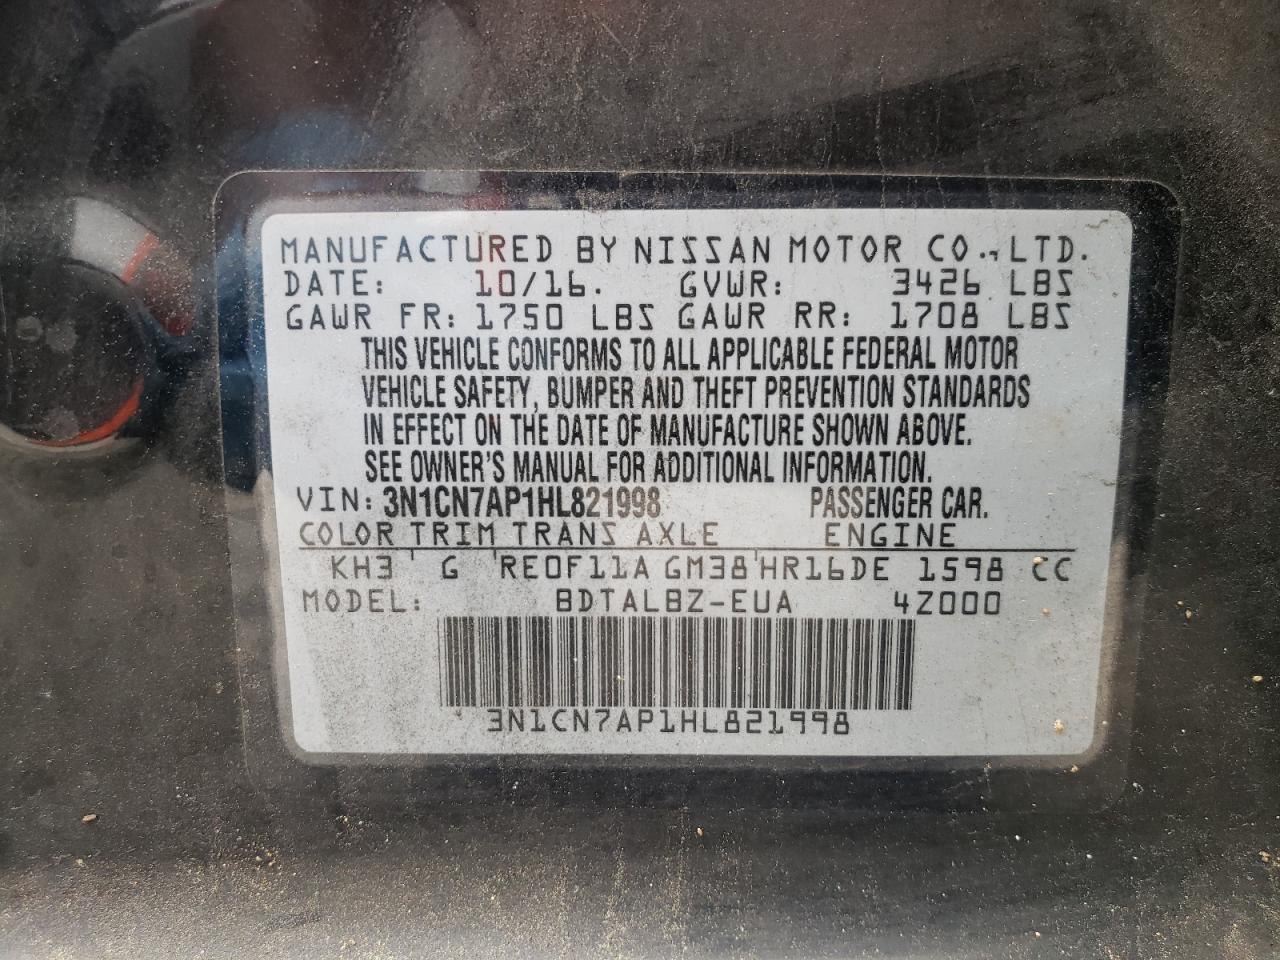 MANUFACTURED BY NISSAN MOTOR CO., LTD.
DATE: 10/16. GVWR: 3426 LBS
GAWR FR: 1750 LBS GAWR RR: 1708 LBS
THIS VEHICLE CONFORMS TO ALL APPLICABLE FEDERAL MOTOR
VEHICLE SAFETY, BUMPER AND THEFT PREVENTION STANDARDS
IN EFFECT ON THE DATE OF MANUFACTURE SHOWN ABOVE.
SEE OWNER'S MANUAL FOR ADDITIONAL INFORMATION.
VIN: 3N1CN7AP1HL821998 PASSENGER CAR.
COLOR TRIM TRANS AXLE ENGINE
KH3 G RE0F11A GM38 HR16DE 1598 CC
MODEL: BDTALBZ-EUA 4Z000
3N1CN7AP1HL821998